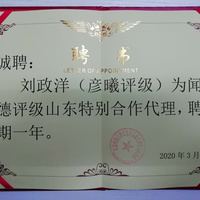 聘 书
LETTER OF APPOINTMENT
诚聘：
刘政洋（彦曦评级）为闻
德评级山东特别合作代理，聘
期一年。
2020年3月